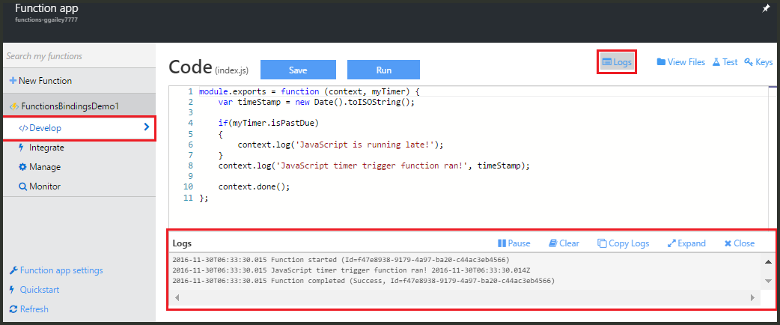 Function app
functions-ggailey7777
Search my functions
New Function
FunctionsBindingsDemo1
</> Develop
Integrate
Manage
Monitor
Function app settings
Quickstart
Refresh
Code (index.js) Save Run Logs View Files Test Keys
1 module.exports = function (context, myTimer) {
2 var timeStamp = new Date().toISOString();
3
4 if(myTimer.isPastDue)
5 {
6 context.log('JavaScript is running late!');
7 }
8 context.log('JavaScript timer trigger function ran!', timeStamp);
9
10 context.done();
11 };
Logs Pause Clear Copy Logs Expand Close
2016-11-30T06:33:30.015 Function started (Id=f47e8938-9179-4a97-ba20-c44ac3eb4566)
2016-11-30T06:33:30.015 JavaScript timer trigger function ran! 2016-11-30T06:33:30.014Z
2016-11-30T06:33:30.015 Function completed (Success, Id=f47e8938-9179-4a97-ba20-c44ac3eb4566)